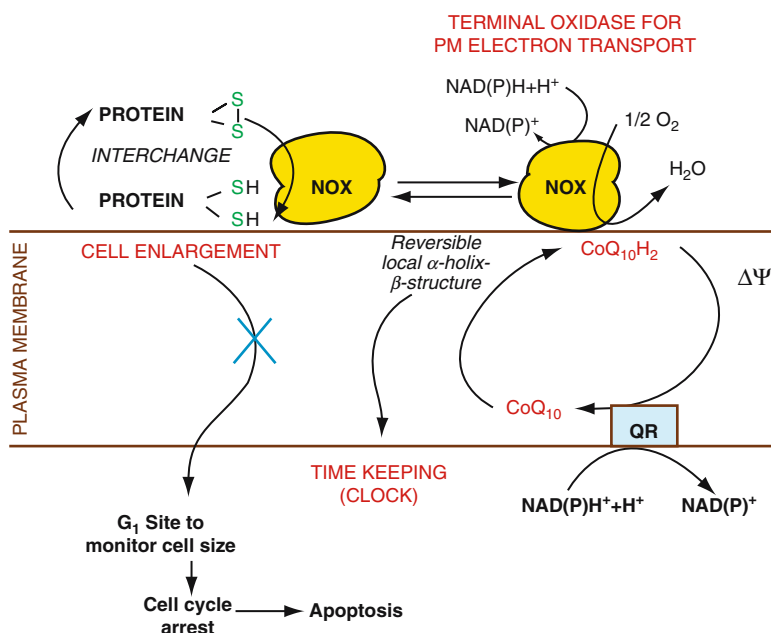 TERMINAL OXIDASE FOR
PM ELECTRON TRANSPORT
NAD(P)H+H⁺
NAD(P)⁺
1/2 O₂
H₂O
PROTEIN
S
S
INTERCHANGE
PROTEIN
SH
SH
NOX
NOX
CELL ENLARGEMENT
Reversible
local α-holix-
β-structure
CoQ₁₀H₂
ΔΨ
PLASMA MEMBRANE
CoQ₁₀
QR
TIME KEEPING
(CLOCK)
NAD(P)H⁺+H⁺
NAD(P)⁺
G₁ Site to
monitor cell size
Cell cycle
arrest
Apoptosis